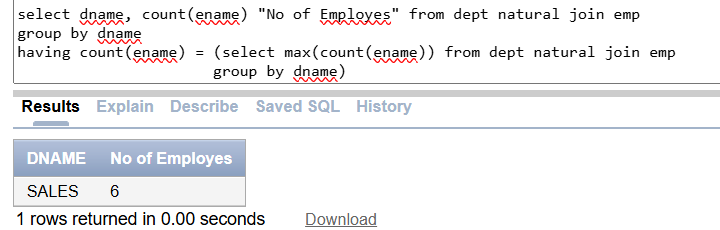 select dname, count(ename) "No of Employes" from dept natural join emp
group by dname
having count(ename) = (select max(count(ename)) from dept natural join emp
group by dname)
Results Explain Describe Saved SQL History
DNAME No of Employes
SALES 6
1 rows returned in 0.00 seconds Download